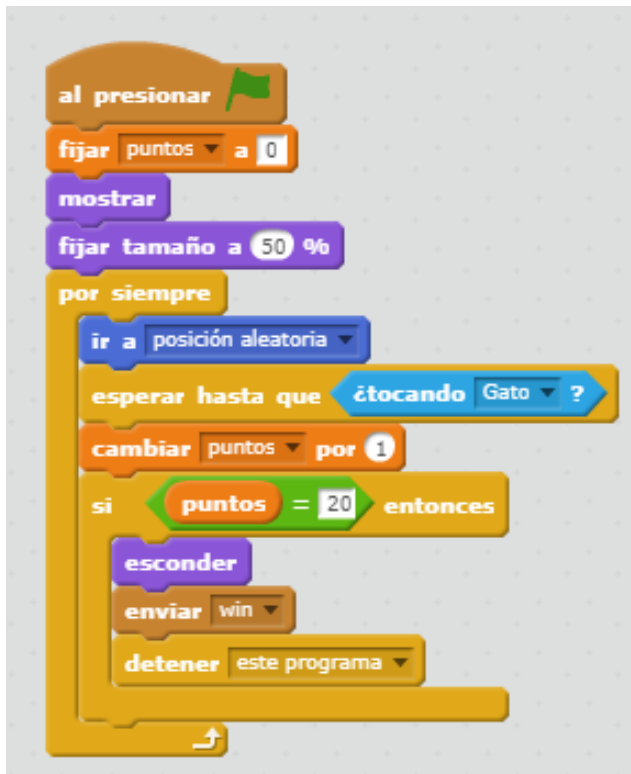 al presionar
fijar puntos a 0
mostrar
fijar tamaño a 50 %
por siempre
ir a posición aleatoria
esperar hasta que ¿tocando Gato ?
cambiar puntos por 1
si puntos = 20 entonces
esconder
enviar win
detener este programa